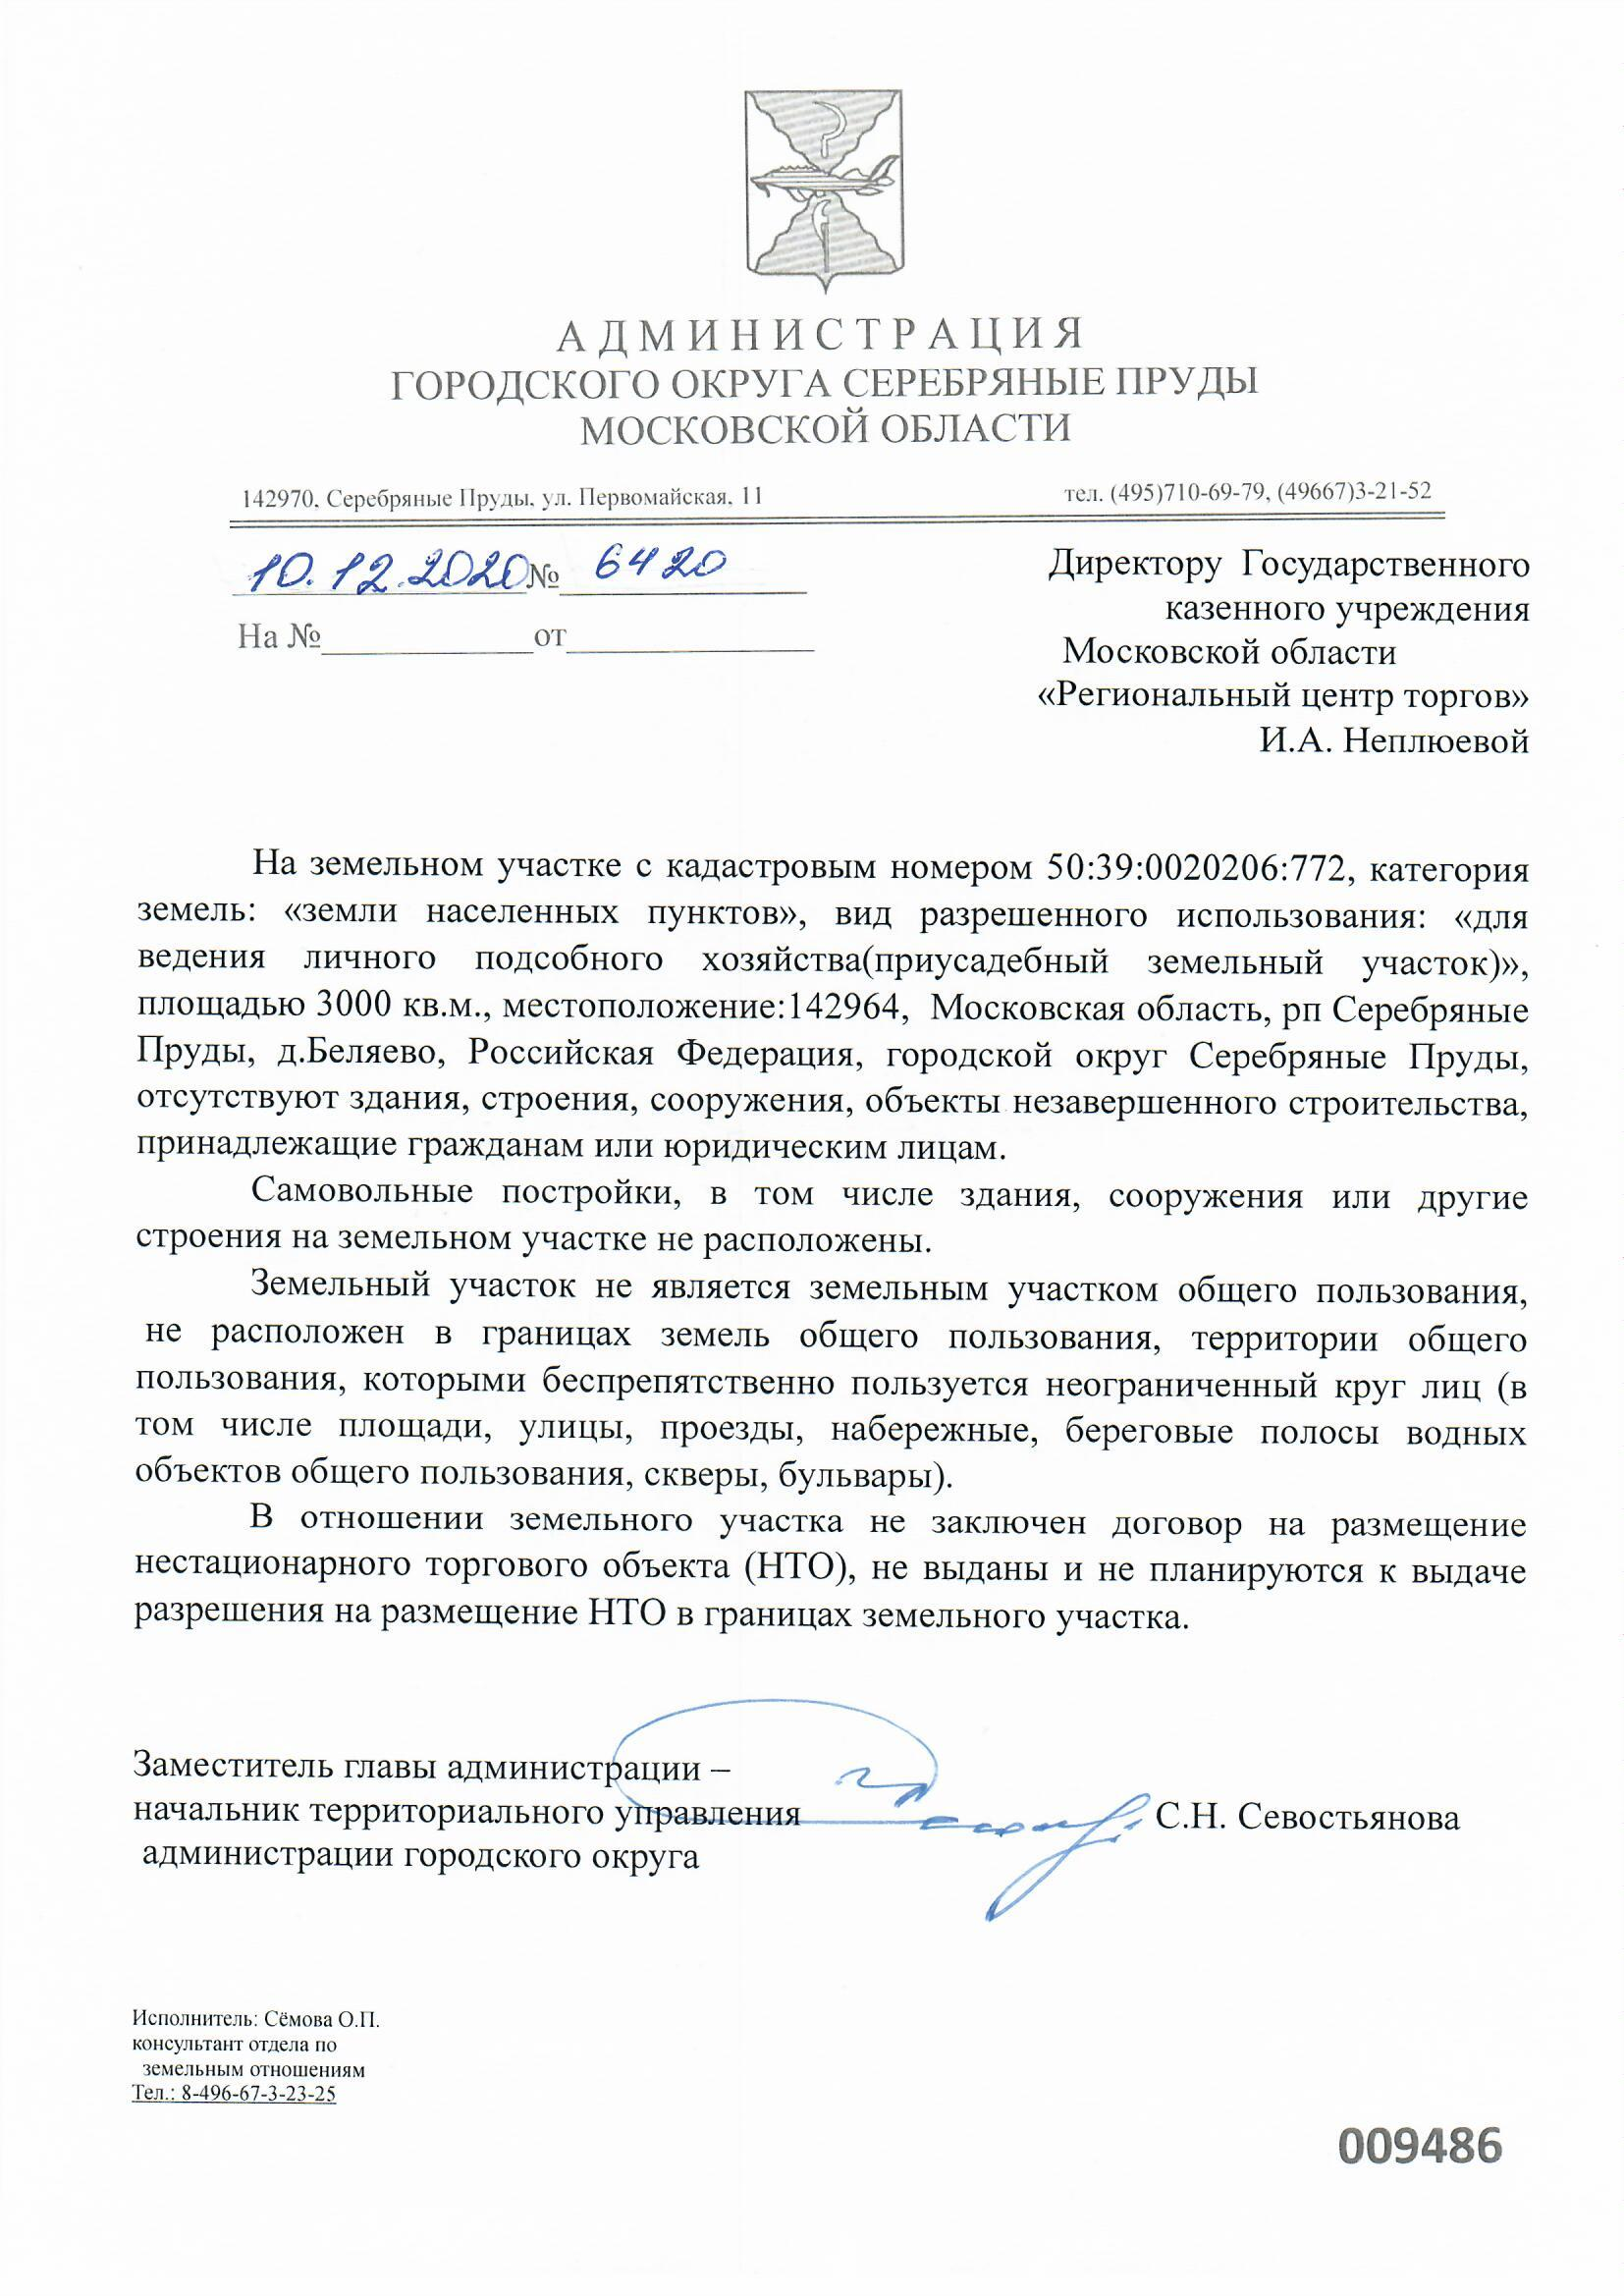 АДМИНИСТРАЦИЯ
ГОРОДСКОГО ОКРУГА СЕРЕБРЯНЫЕ ПРУДЫ
МОСКОВСКОЙ ОБЛАСТИ
142970, Серебряные Пруды, ул. Первомайская, 11 тел. (495)710-69-79, (49667)3-21-52
10.12.2020 № 6420
На №______от______
Директору Государственного
казенного учреждения
Московской области
«Региональный центр торгов»
И.А. Неплюевой
На земельном участке с кадастровым номером 50:39:0020206:772, категория
земель: «земли населенных пунктов», вид разрешенного использования: «для
ведения личного подсобного хозяйства(приусадебный земельный участок)»,
площадью 3000 кв.м., местоположение:142964, Московская область, рп Серебряные
Пруды, д.Беляево, Российская Федерация, городской округ Серебряные Пруды,
отсутствуют здания, строения, сооружения, объекты незавершенного строительства,
принадлежащие гражданам или юридическим лицам.
Самовольные постройки, в том числе здания, сооружения или другие
строения на земельном участке не расположены.
Земельный участок не является земельным участком общего пользования,
не расположен в границах земель общего пользования, территории общего
пользования, которыми беспрепятственно пользуется неограниченный круг лиц (в
том числе площади, улицы, проезды, набережные, береговые полосы водных
объектов общего пользования, скверы, бульвары).
В отношении земельного участка не заключен договор на размещение
нестационарного торгового объекта (НТО), не выданы и не планируются к выдаче
разрешения на размещение НТО в границах земельного участка.
Заместитель главы администрации –
начальник территориального управления С.Н. Севостьянова
администрации городского округа
Исполнитель: Сёмова О.П.
консультант отдела по
земельным отношениям
Тел.: 8-496-67-3-23-25
009486